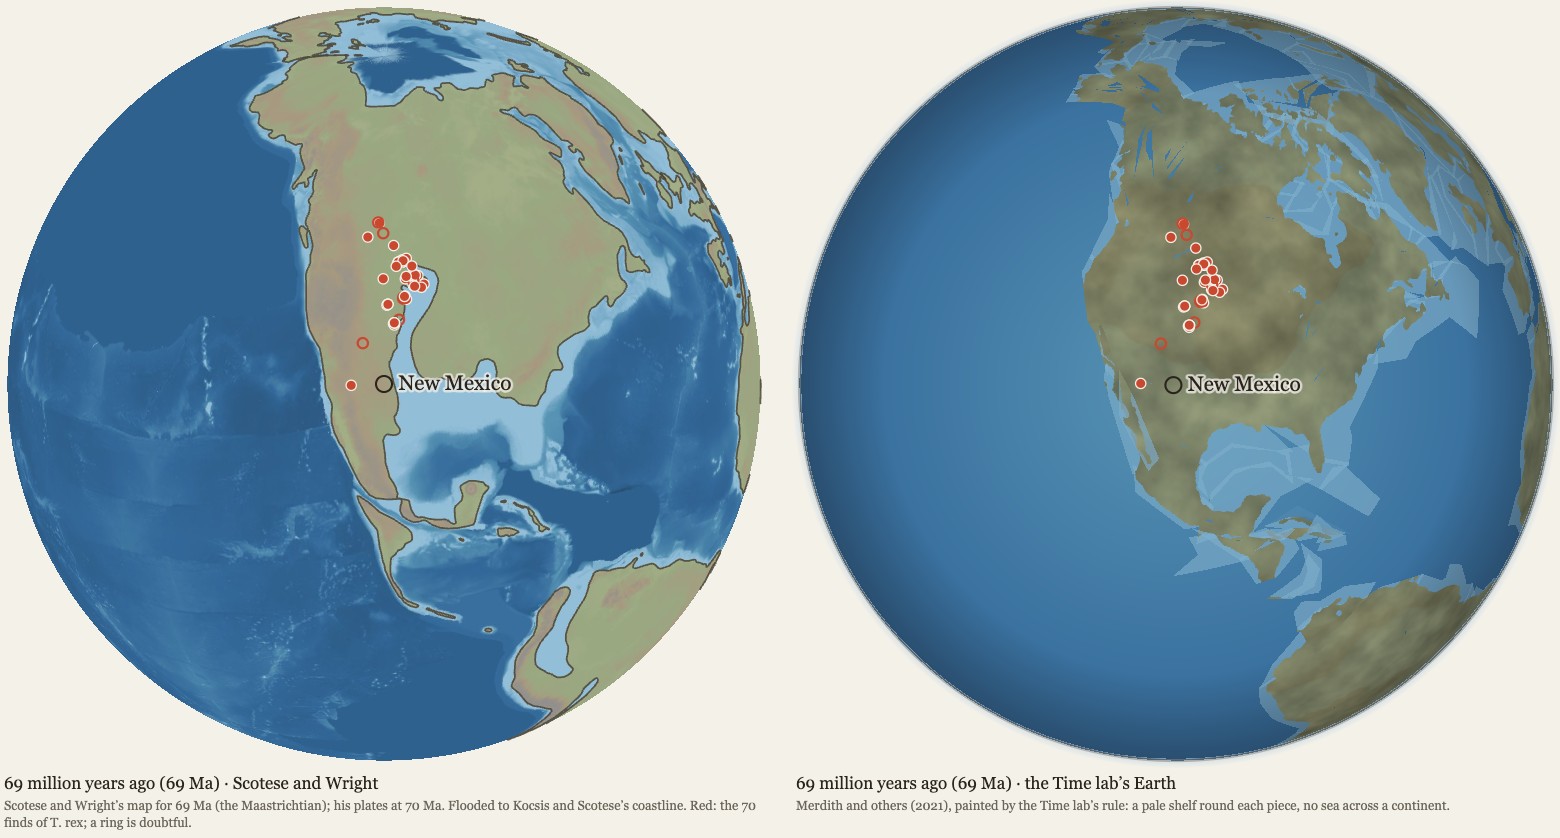 New Mexico
New Mexico
69 million years ago (69 Ma) · Scotese and Wright
Scotese and Wright's map for 69 Ma (the Maastrichtian); his plates at 70 Ma. Flooded to Kocsis and Scotese's coastline. Red: the 70
finds of T. rex; a ring is doubtful.
69 million years ago (69 Ma) · the Time lab's Earth
Merdith and others (2021), painted by the Time lab's rule: a pale shelf round each piece, no sea across a continent.